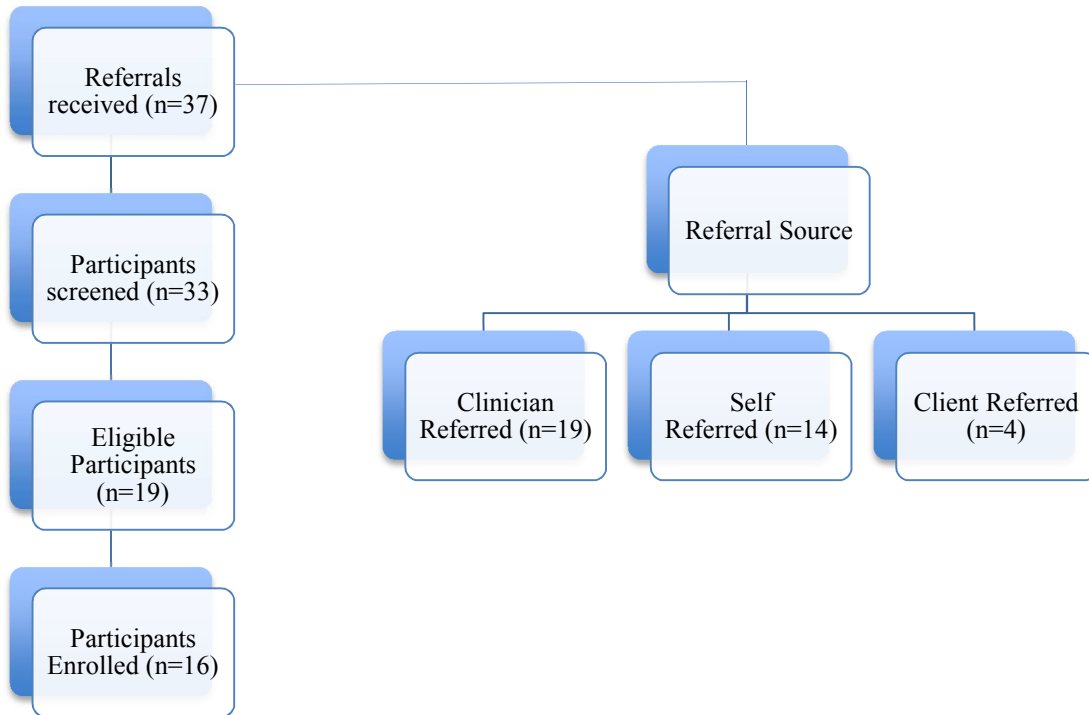 Referrals
received (n=37)
Participants
screened (n=33)
Eligible
Participants
(n=19)
Participants
Enrolled (n=16)
Referral Source
Clinician
Referred (n=19)
Self
Referred (n=14)
Client Referred
(n=4)